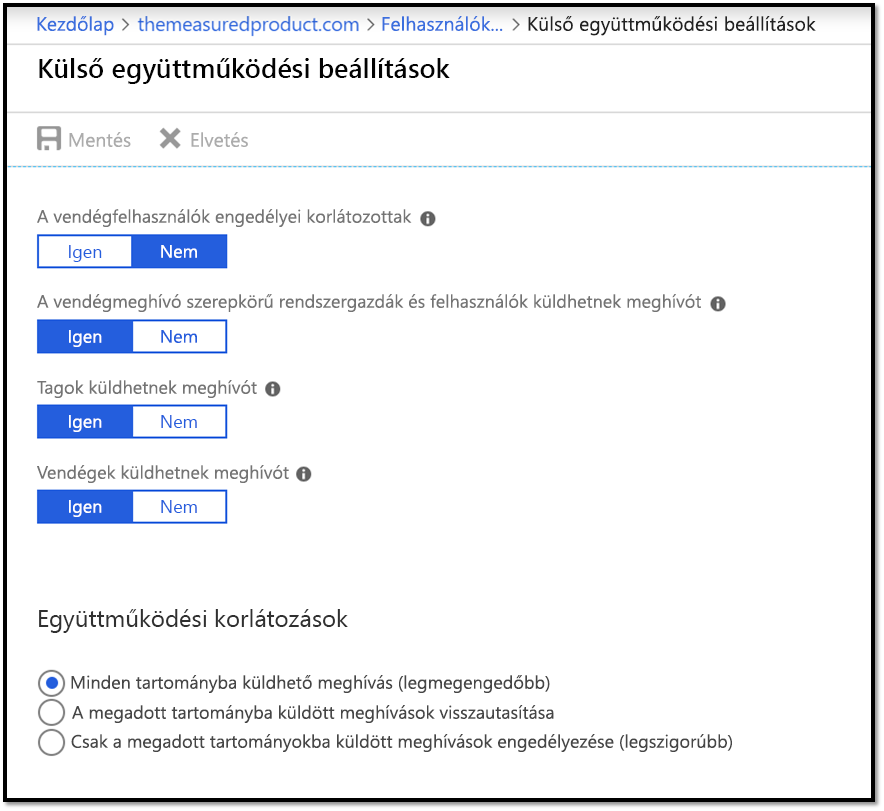 Kezdőlap > themeasuredproduct.com > Felhasználók... > Külső együttműködési beállítások
Külső együttműködési beállítások
Mentés Elvetés
A vendégfelhasználók engedélyei korlátozottak
Igen Nem
A vendégmeghívó szerepkörű rendszergazdák és felhasználók küldhetnek meghívót
Igen Nem
Tagok küldhetnek meghívót
Igen Nem
Vendégek küldhetnek meghívót
Igen Nem
Együttműködési korlátozások
Minden tartományba küldhető meghívás (legmegengedőbb)
A megadott tartományba küldött meghívások visszautasítása
Csak a megadott tartományokba küldött meghívások engedélyezése (legszigorúbb)